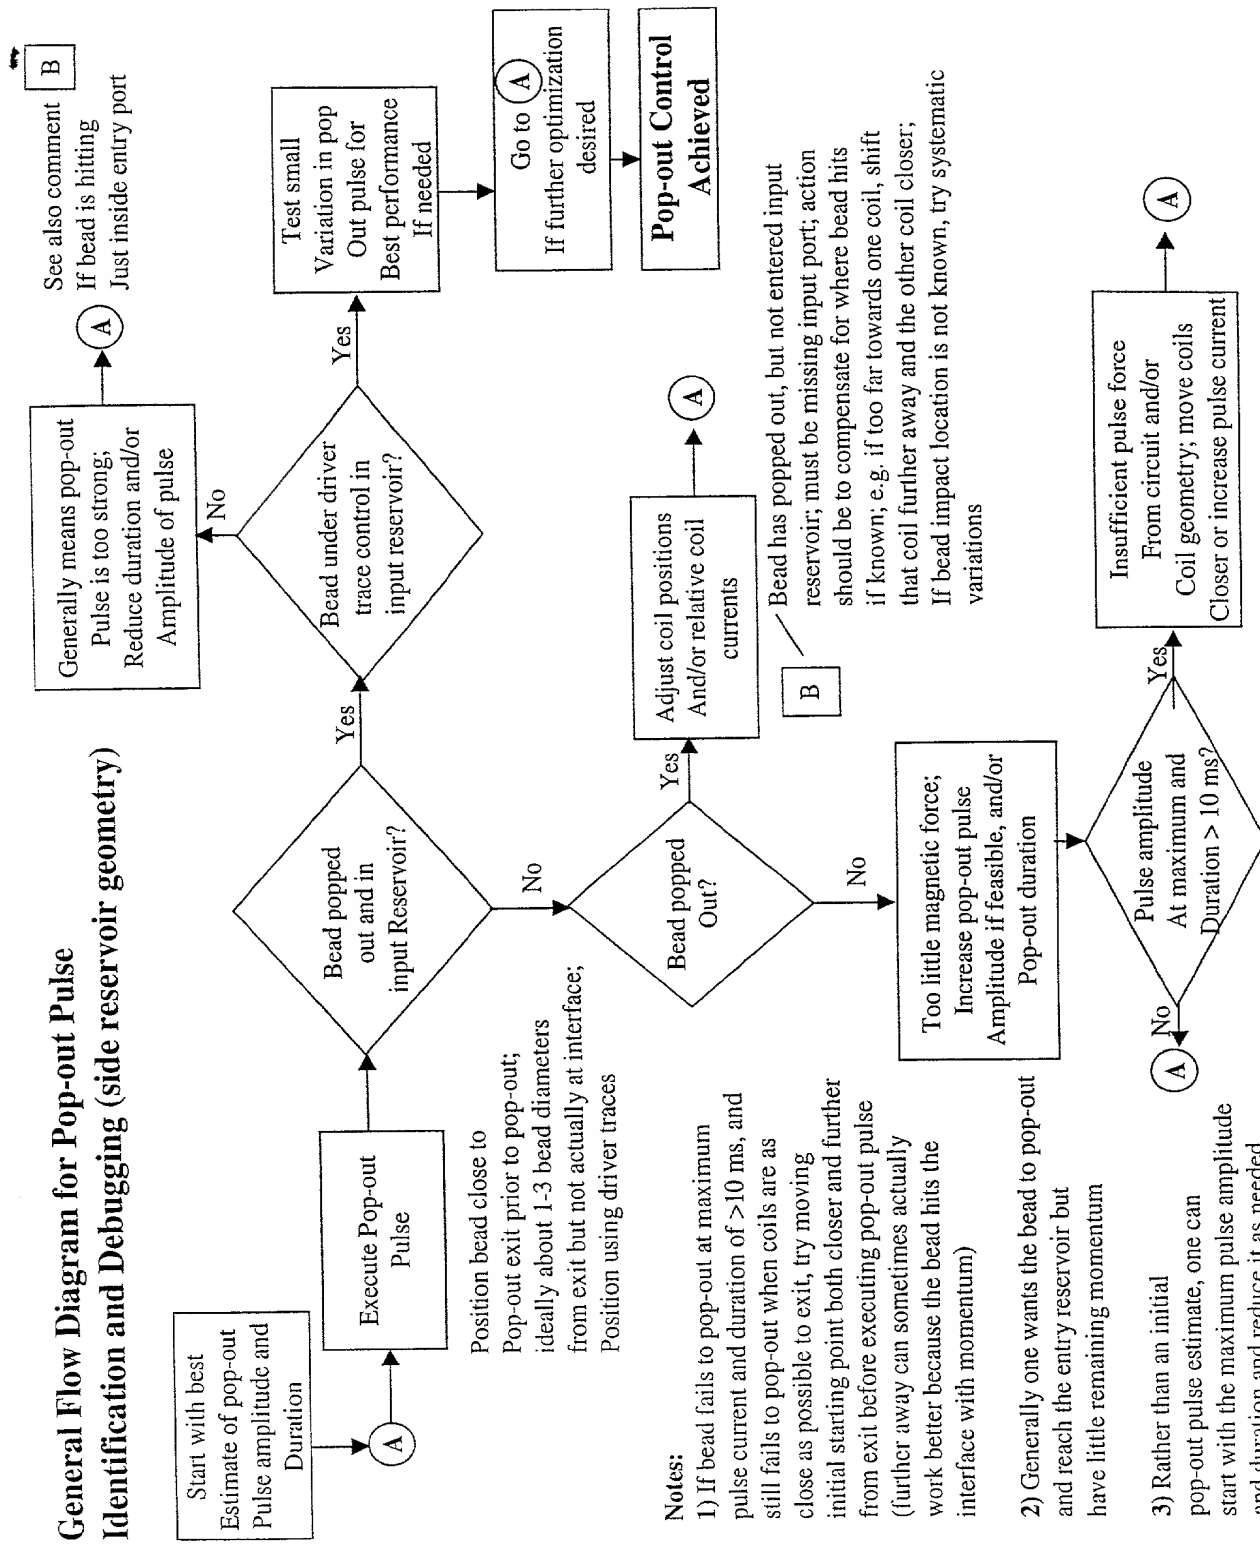 General Flow Diagram for Pop-out Pulse
Identification and Debugging (side reservoir geometry)
Start with best
Estimate of pop-out
Pulse amplitude and
Duration
A
Execute Pop-out
Pulse
Position bead close to
Pop-out exit prior to pop-out;
ideally about 1-3 bead diameters
from exit but not actually at interface;
Position using driver traces
Bead popped
out and in
input Reservoir?
Yes
No
Bead under driver
trace control in
input reservoir?
No
Generally means pop-out
Pulse is too strong;
Reduce duration and/or
Amplitude of pulse
A
See also comment B
If bead is hitting
Just inside entry port
Yes
Test small
Variation in pop
Out pulse for
Best performance
If needed
Go to A
If further optimization
desired
Pop-out Control
Achieved
Bead popped
Out?
Yes
Adjust coil positions
And/or relative coil
currents
A
B
Bead has popped out, but not entered input
reservoir; must be missing input port; action
should be to compensate for where bead hits
if known; e.g. if too far towards one coil, shift
that coil further away and the other coil closer;
If bead impact location is not known, try systematic
variations
No
Too little magnetic force;
Increase pop-out pulse
Amplitude if feasible, and/or
Pop-out duration
Pulse amplitude
At maximum and
Duration > 10 ms?
No
A
Yes
Insufficient pulse force
From circuit and/or
Coil geometry; move coils
Closer or increase pulse current
A
Notes:
1) If bead fails to pop-out at maximum
pulse current and duration of >10 ms, and
still fails to pop-out when coils are as
close as possible to exit, try moving
initial starting point both closer and further
from exit before executing pop-out pulse
(further away can sometimes actually
work better because the bead hits the
interface with momentum)
2) Generally one wants the bead to pop-out
and reach the entry reservoir but
have little remaining momentum
3) Rather than an initial
pop-out pulse estimate, one can
start with the maximum pulse amplitude
and duration and reduce it as needed